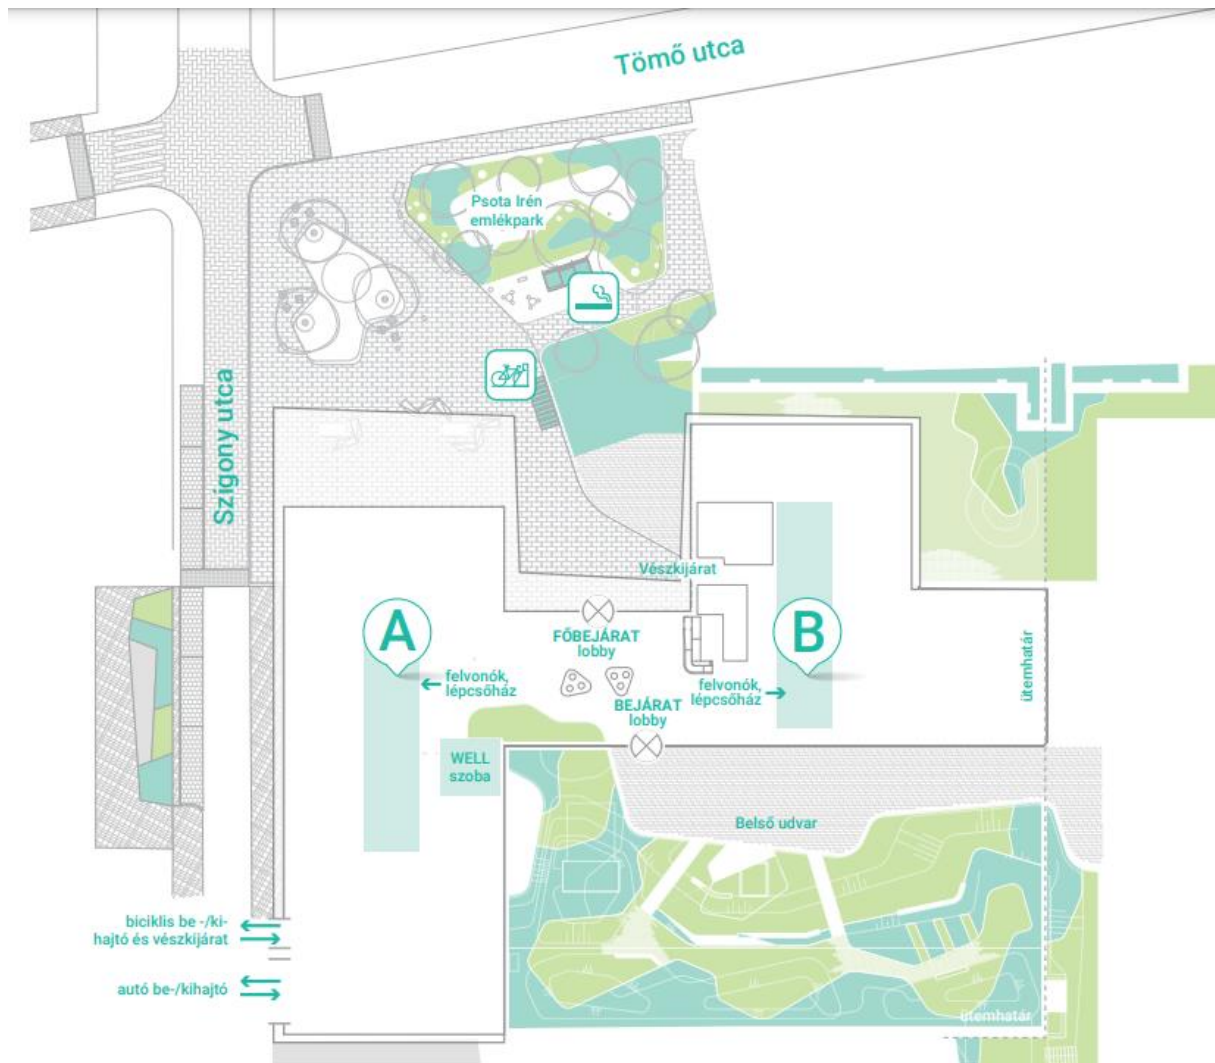 Tömő utca
Psota Irén
emlékpark
Szigony utca
Vészkijárat
A
B
FŐBEJÁRAT
lobby
felvonók,
lépcsőház
felvonók,
lépcsőház
BEJÁRAT
lobby
ütemhatár
WELL
szoba
Belső udvar
biciklis be -/ki-
hajtó és vészkijárat
autó be-/kihajtó
ütemhatár